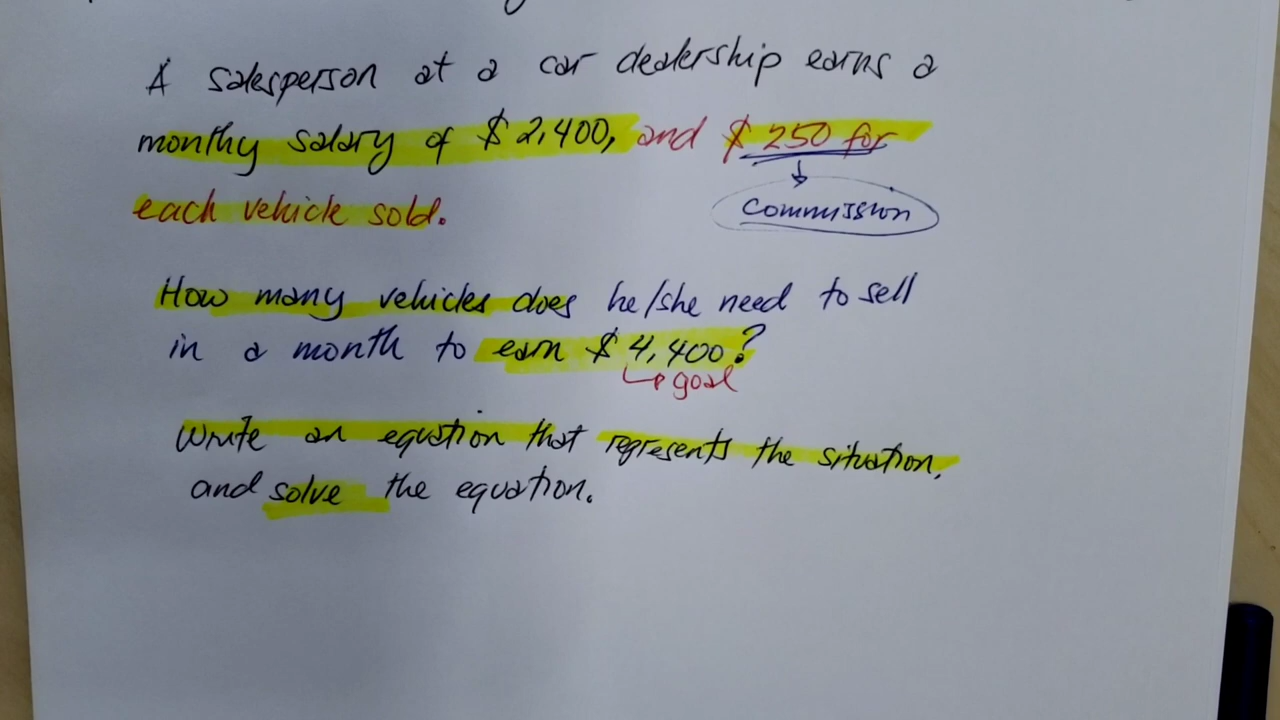 A salesperson at a car dealership earns a
monthy salary of $2,400, and $250 for
each vehicle sold.
commission
How many vehicles does he/she need to sell
in a month to earn $4,400?
goal
Write an equation that represents the situation,
and solve the equation.